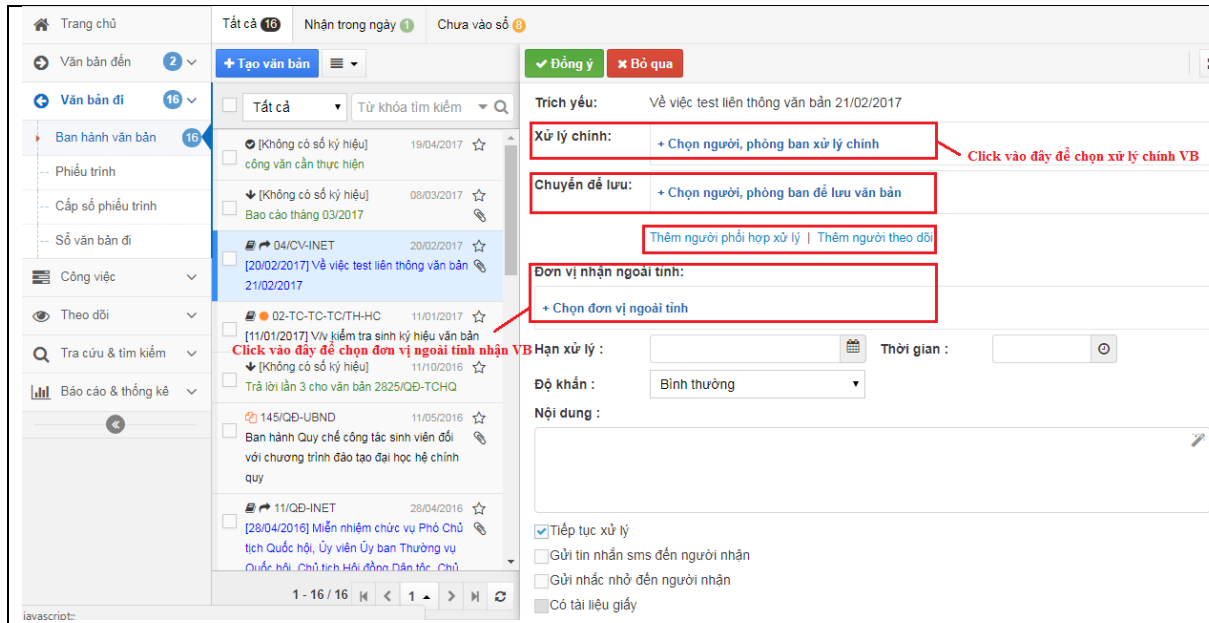 Trang chủ
Văn bản đến 2
Văn bản đi 16
Ban hành văn bản 16
Phiếu trình
Cấp số phiếu trình
Sổ văn bản đi
Công việc
Theo dõi
Tra cứu & tìm kiếm
Báo cáo & thống kê
Tất cả 16 Nhận trong ngày 1 Chưa vào sổ 8
+ Tạo văn bản
Tất cả Từ khóa tìm kiếm
[Không có số ký hiệu] 19/04/2017
công văn cần thực hiện
[Không có số ký hiệu] 08/03/2017
Bao cáo tháng 03/2017
04/CV-INET 20/02/2017
[20/02/2017] Về việc test liên thông văn bản
21/02/2017
02-TC-TC-TC/TH-HC 11/01/2017
[11/01/2017] V/v kiểm tra sinh ký hiệu văn bản
Click vào đây để chọn đơn vị ngoài tỉnh nhận VB
[Không có số ký hiệu] 11/10/2016
Trả lời lần 3 cho văn bản 2825/QĐ-TCHQ
145/QĐ-UBND 11/05/2016
Ban hành Quy chế công tác sinh viên đối
với chương trình đào tạo đại học hệ chính
quy
11/QĐ-INET 28/04/2016
[28/04/2016] Miễn nhiệm chức vụ Phó Chủ
tịch Quốc hội, Ủy viên Ủy ban Thường vụ
Quốc hội, Chủ tịch Hội đồng Dân tộc, Chủ
1 - 16 / 16 1
javascript:;
Đồng ý Bỏ qua
Trích yếu: Về việc test liên thông văn bản 21/02/2017
Xử lý chính: + Chọn người, phòng ban xử lý chính
Click vào đây để chọn xử lý chính VB
Chuyển để lưu: + Chọn người, phòng ban để lưu văn bản
Thêm người phối hợp xử lý | Thêm người theo dõi
Đơn vị nhận ngoài tỉnh:
+ Chọn đơn vị ngoài tỉnh
Hạn xử lý : Thời gian :
Độ khẩn : Bình thường
Nội dung :
Tiếp tục xử lý
Gửi tin nhắn sms đến người nhận
Gửi nhắc nhở đến người nhận
Có tài liệu giấy